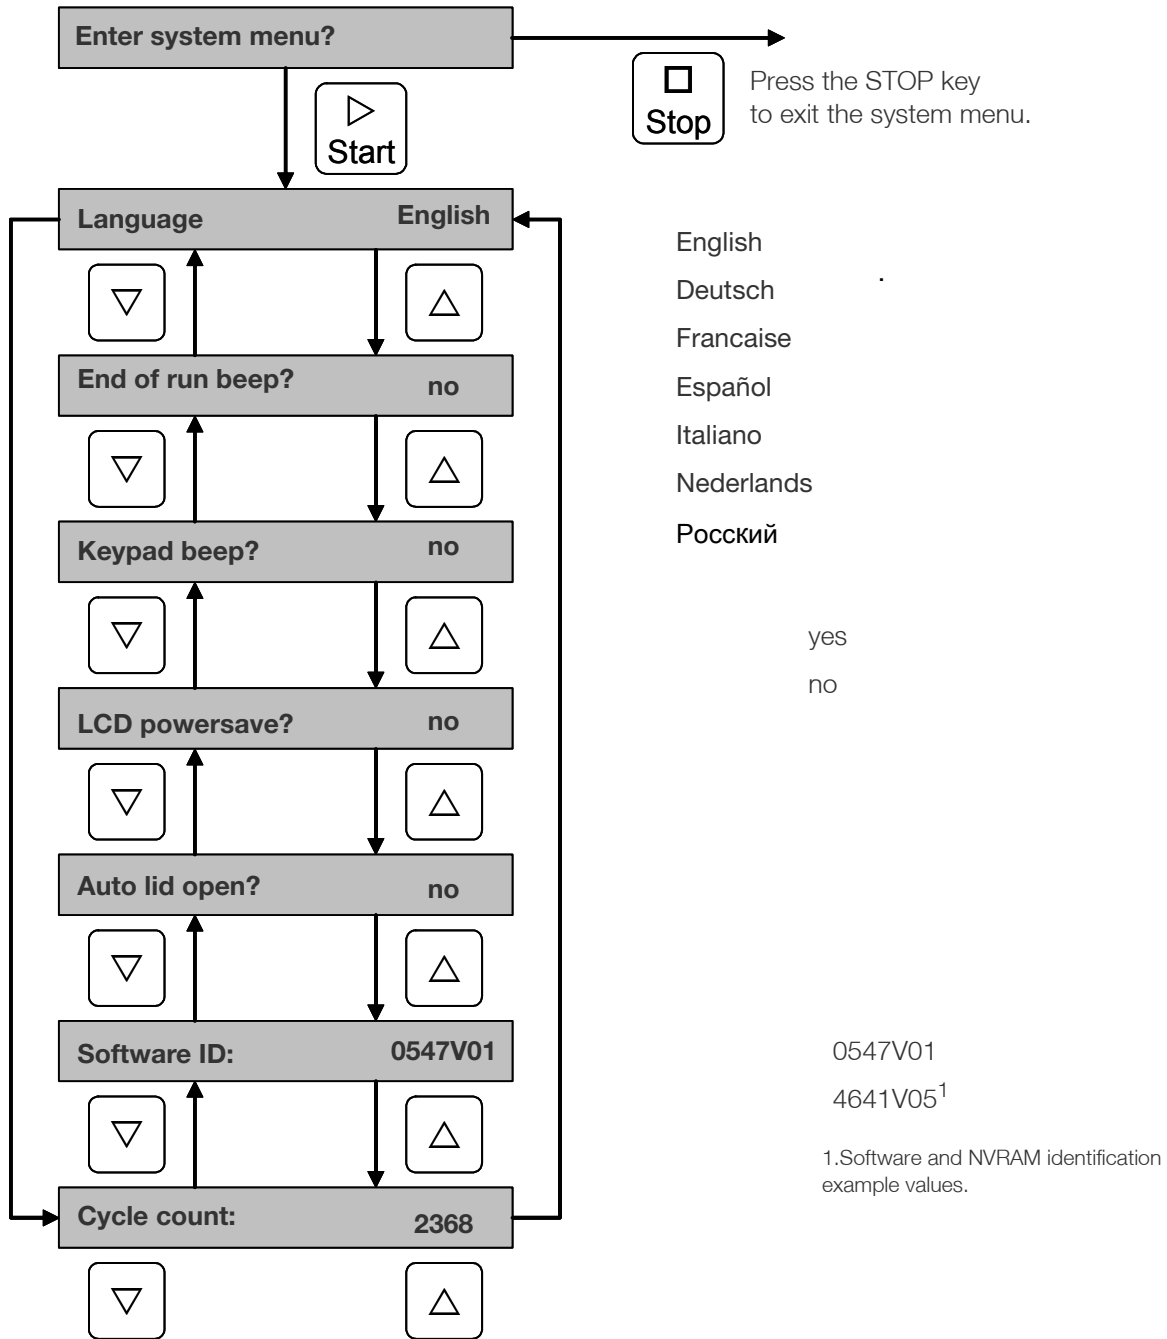 Enter system menu?
Start
Stop
Press the STOP key
to exit the system menu.
Language English
English
Deutsch
Francaise
Español
Italiano
Nederlands
Росский
End of run beep? no
Keypad beep? no
yes
no
LCD powersave? no
Auto lid open? no
Software ID: 0547V01
0547V01
4641V05¹
1.Software and NVRAM identification
example values.
Cycle count: 2368